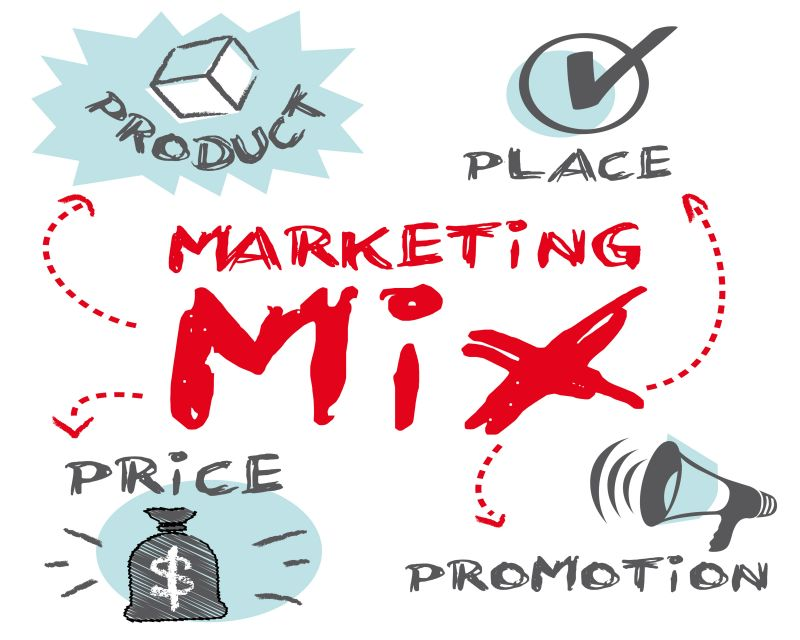 PRODUCT
PLACE
MARKETiNG
MiX
PRiCE
$
PROMOTiON